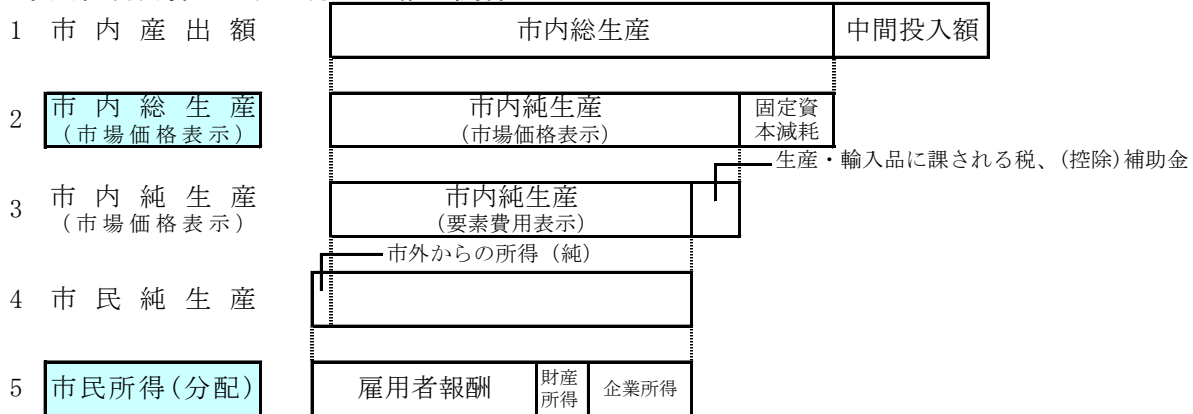 1 市内産出額 市内総生産 中間投入額
2 市内総生産 市内純生産 固定資
(市場価格表示) (市場価格表示) 本減耗
生産・輸入品に課される税、(控除)補助金
3 市内純生産 市内純生産
(市場価格表示) (要素費用表示)
市外からの所得（純）
4 市民純生産
5 市民所得(分配) 雇用者報酬 財産 企業所得
所得